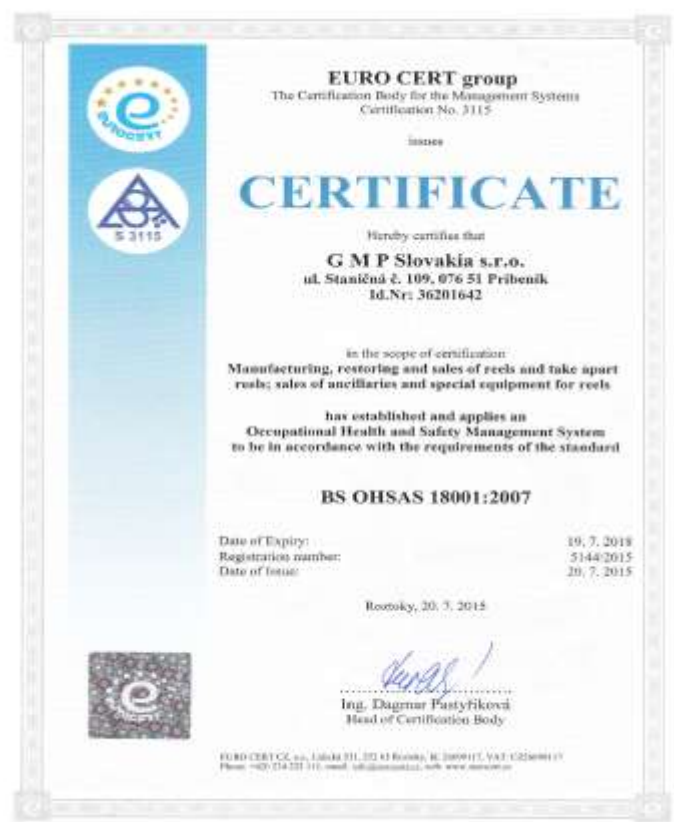 EURO CERT group
The Certification Body for the Management Systems
Certification No. 3115
issues
EUROCERT
S 3115
CERTIFICATE
Hereby certifies that
G M P Slovakia s.r.o.
ul. Staničná č. 109, 076 51 Pribeník
Id.Nr: 36201642
in the scope of certification
Manufacturing, restoring and sales of reels and take apart
reels; sales of ancillaries and special equipment for reels
has established and applies an
Occupational Health and Safety Management System
to be in accordance with the requirements of the standard
BS OHSAS 18001:2007
Date of Expiry: 19. 7. 2018
Registration number: 5144/2015
Date of Issue: 20. 7. 2015
Roztoky, 20. 7. 2015
Ing. Dagmar Pastyříková
Head of Certification Body
EURO CERT CZ, a.s.,
Phone: